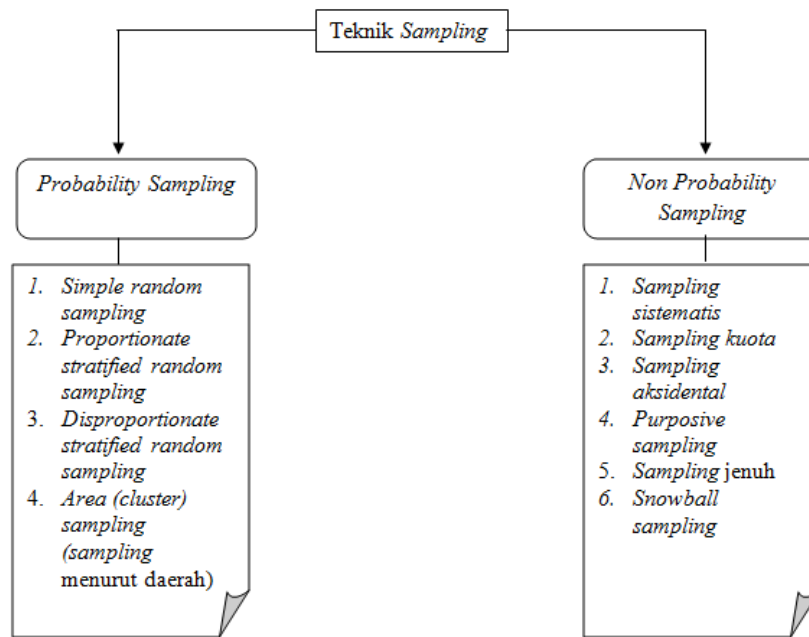 Teknik Sampling
Probability Sampling
1. Simple random
sampling
2. Proportionate
stratified random
sampling
3. Disproportionate
stratified random
sampling
4. Area (cluster)
sampling
(sampling
menurut daerah)
Non Probability
Sampling
1. Sampling
sistematis
2. Sampling kuota
3. Sampling
aksidental
4. Purposive
sampling
5. Sampling jenuh
6. Snowball
sampling